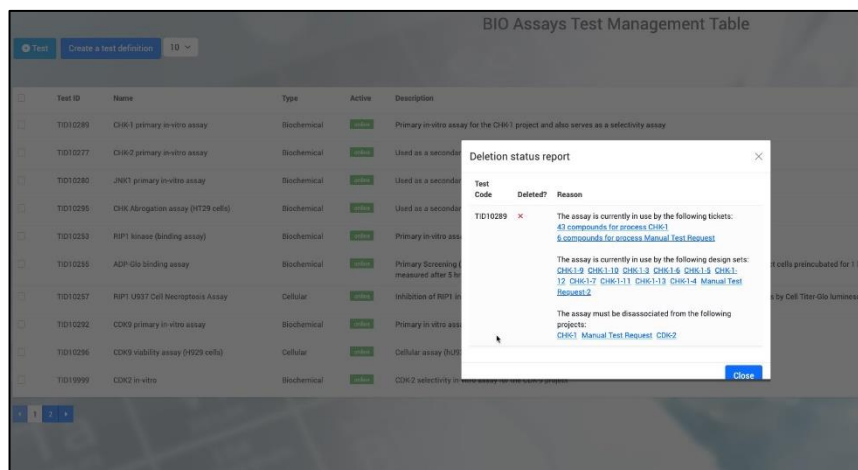 BIO Assays Test Management Table
Test Create a test definition 10
Test ID Name Type Active Description
TID10289 CHK-1 primary in-vitro assay Biochemical Primary in-vitro assay for the CHK-1 project and also serves as a selectivity assay
TID10277 CHK-2 primary in-vitro assay Biochemical Used as a secondar
TID10280 JNK1 primary in-vitro assay Biochemical Used as a secondar
TID10295 CHK Abrogation assay (HT29 cells) Biochemical Used as a secondar
TID10253 RIP1 kinase (binding assay) Biochemical Primary in-vitro ass
TID10255 ADP-Glo binding assay Biochemical Primary Screening ( ct cells preincubated for 1
measured after 5 hr
TID10257 RIP1 U937 Cell Necroptosis Assay Cellular Inhibition of RIP1 in s by Cell Titer-Glo lumines
TID10292 CDK9 primary in-vitro assay Biochemical Primary in vitro assa
TID10296 CDK9 viability assay (H929 cells) Cellular Cellular assay
TID19999 CDK2 in vitro Biochemical CDK-2 selectivity in vitro assay for the CDK-9 project
1 2
Deletion status report
Test
Code Deleted? Reason
TID10289 The assay is currently in use by the following tickets:
43 compounds for process CHK-1
6 compounds for process Manual Test Request
The assay is currently in use by the following design sets:
CHK-1-9 CHK-1-10 CHK-1-3 CHK-1-6 CHK-1-5 CHK-1-
12 CHK-1-7 CHK-1-11 CHK-1-13 CHK-1-4 Manual Test
Request-2
The assay must be disassociated from the following
projects:
CHK-1 Manual Test Request CDK-2
Close